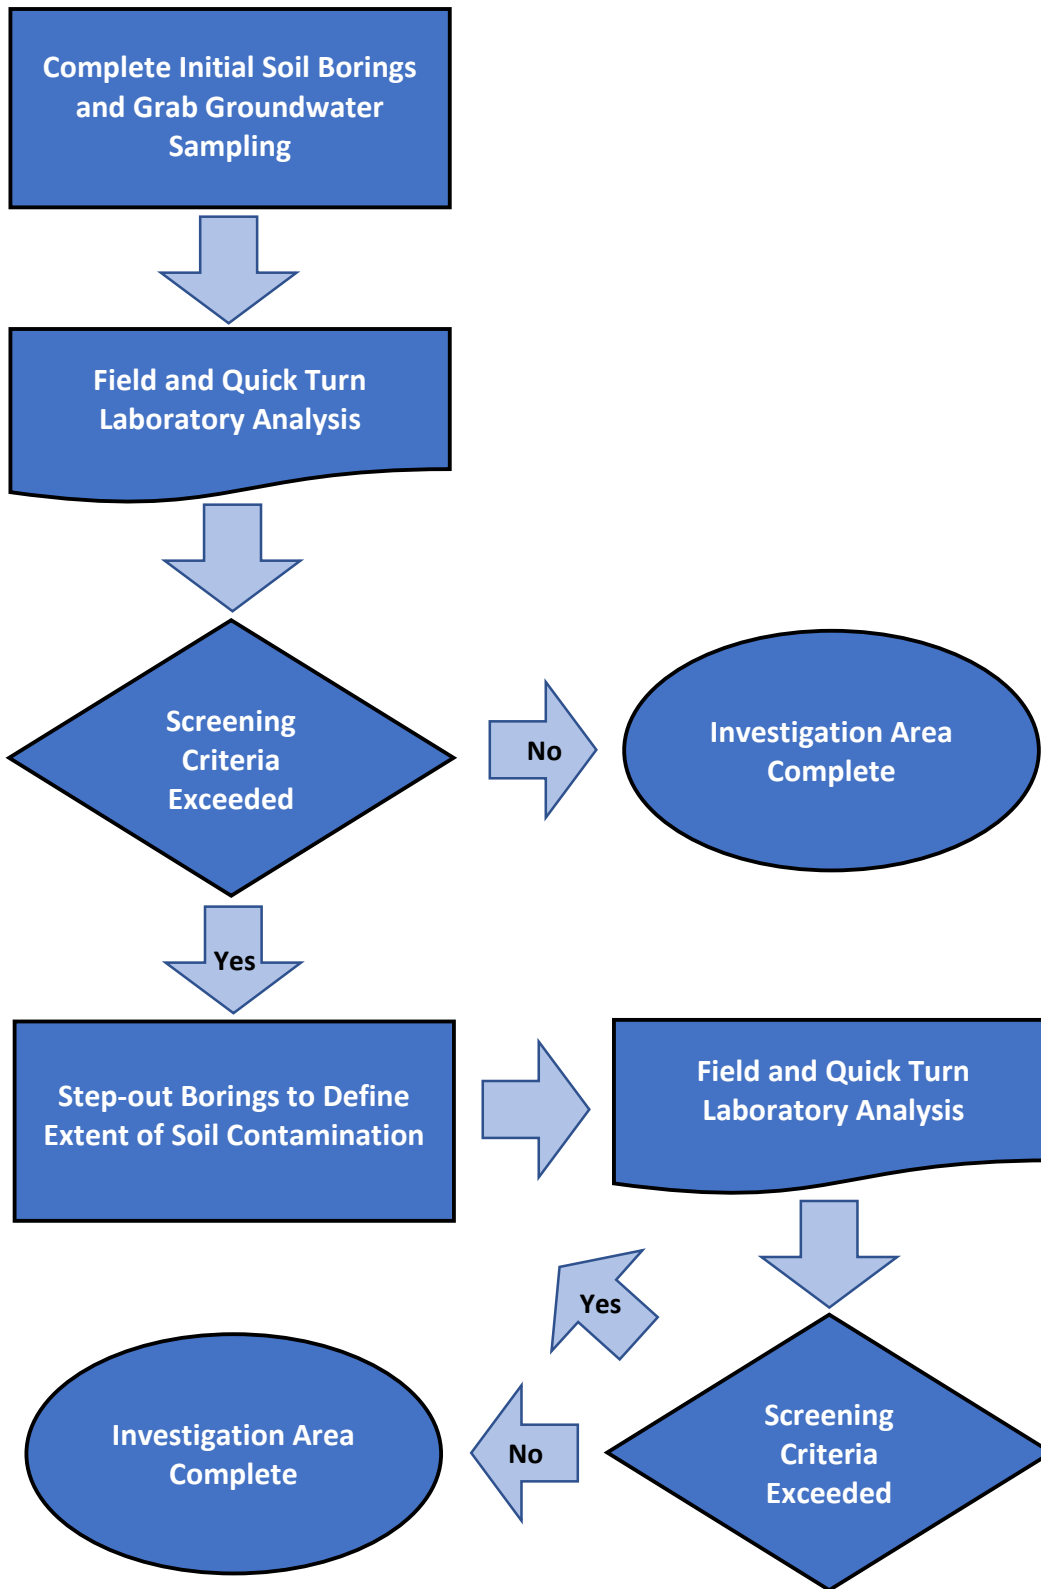 Complete Initial Soil Borings
and Grab Groundwater
Sampling
Field and Quick Turn
Laboratory Analysis
Screening
Criteria
Exceeded
No
Investigation Area
Complete
Yes
Step-out Borings to Define
Extent of Soil Contamination
Field and Quick Turn
Laboratory Analysis
Yes
Screening
Criteria
Exceeded
No
Investigation Area
Complete